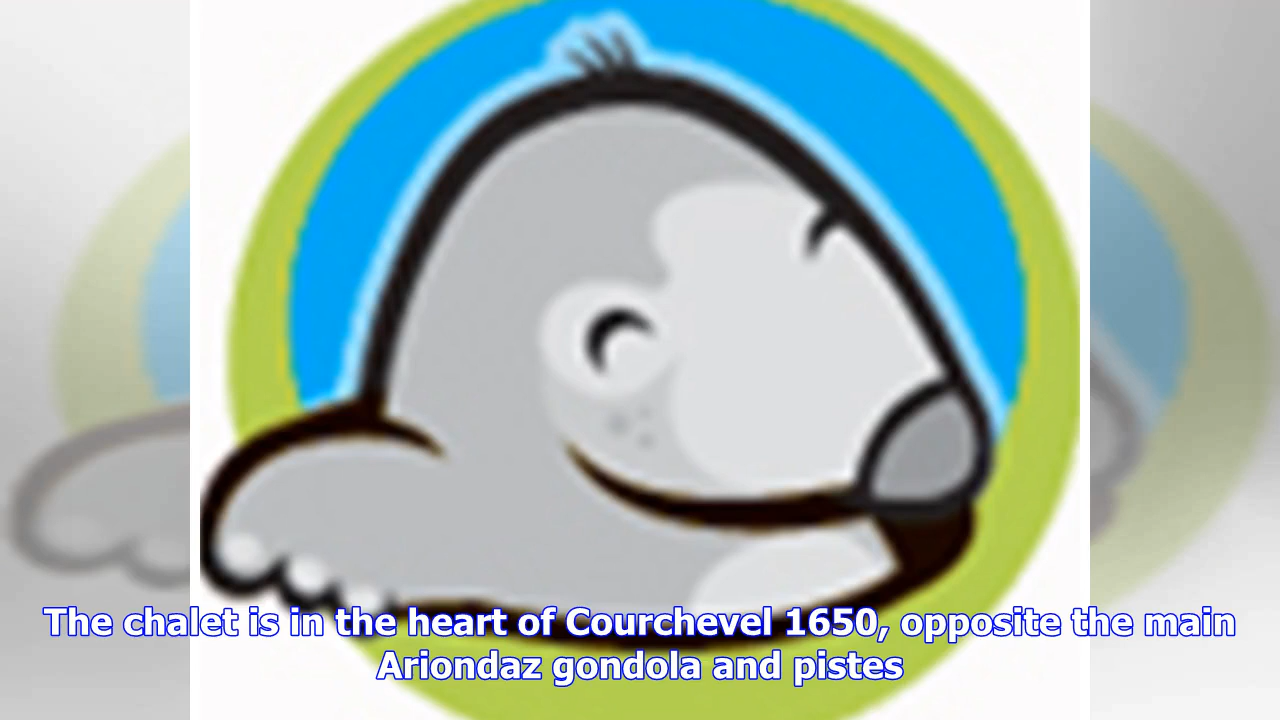 The chalet is in the heart of Courchevel 1650, opposite the main
Ariondaz gondola and pistes